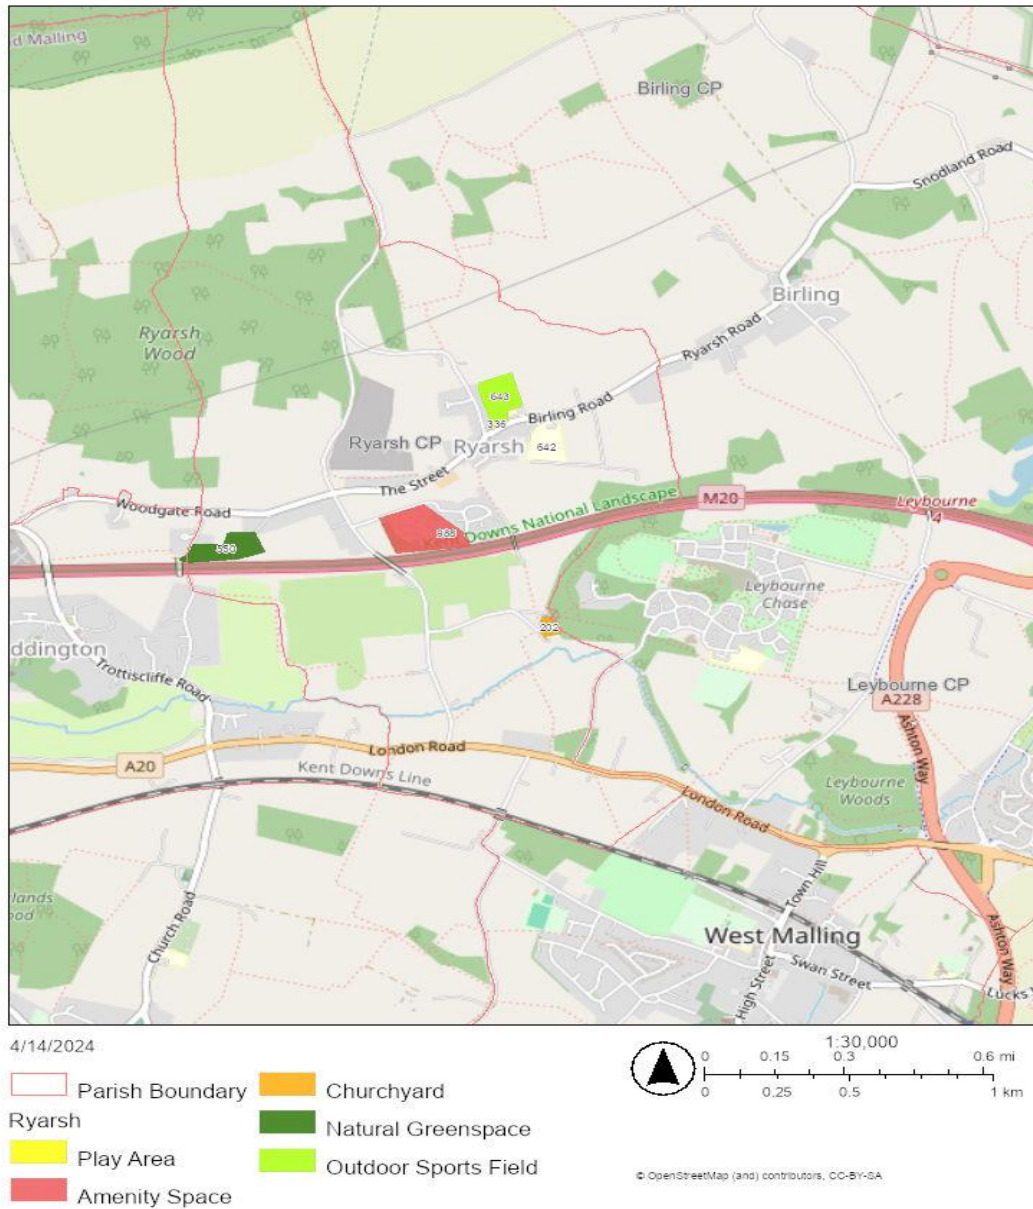 d Malling
Birling CP
Snodland Road
Birling
Ryarsh Wood
Ryarsh Road
643
336
Birling Road
Ryarsh CP
Ryarsh
642
The Street
Woodgate Road
Downs National Landscape
M20
Leybourne
4
550
988
Leybourne Chase
202
ddington
Trottiscliffe Road
Leybourne CP
A228
Ashton Way
A20
London Road
Kent Downs Line
Leybourne Woods
London Road
lands
ood
Church Road
Town Hill
West Malling
High Street
Swan Street
Ashton Way
Lucks
4/14/2024
1:30,000
0 0.15 0.3 0.6 mi
0 0.25 0.5 1 km
Parish Boundary
Ryarsh
Play Area
Amenity Space
Churchyard
Natural Greenspace
Outdoor Sports Field
© OpenStreetMap (and) contributors, CC-BY-SA